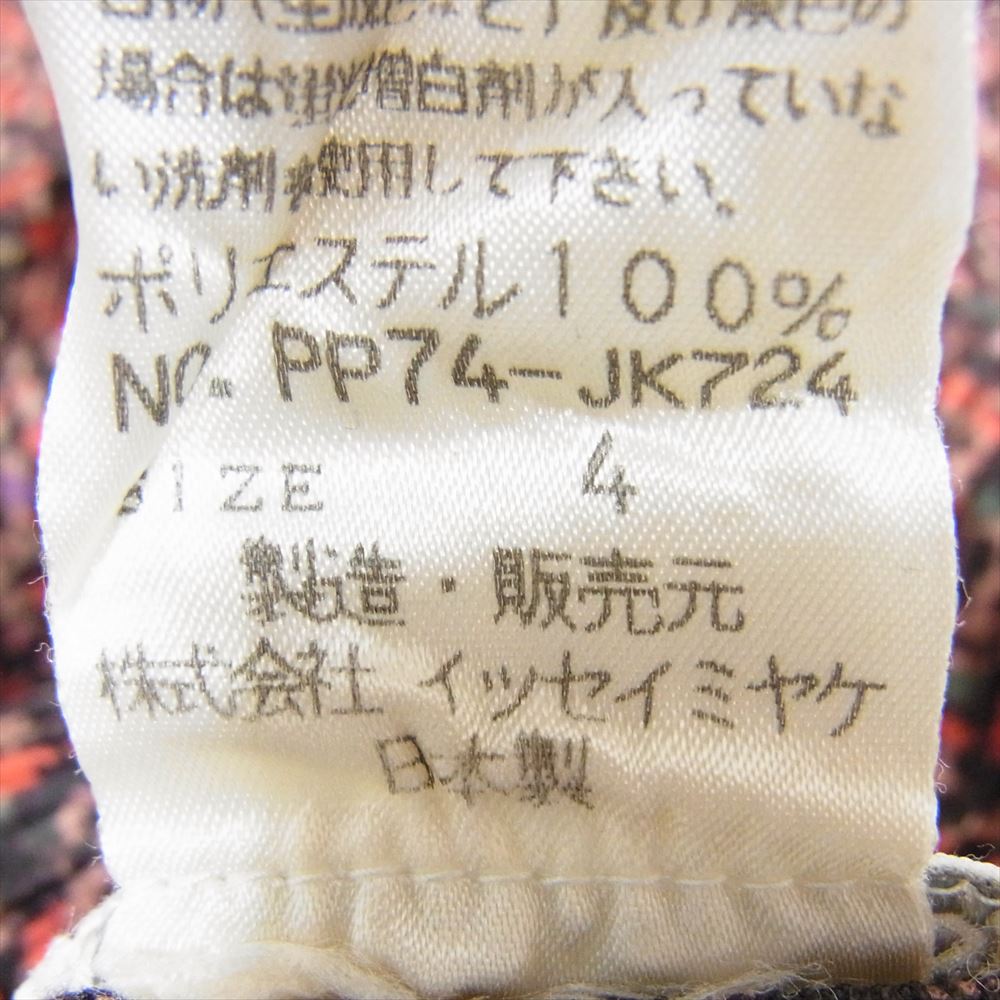 場合は蛍光増白剤が入っていな
い洗剤を使用して下さい。
ポリエステル100%
NO. PP74-JK724
SIZE 4
製造・販売元
株式会社 イッセイミヤケ
日本製